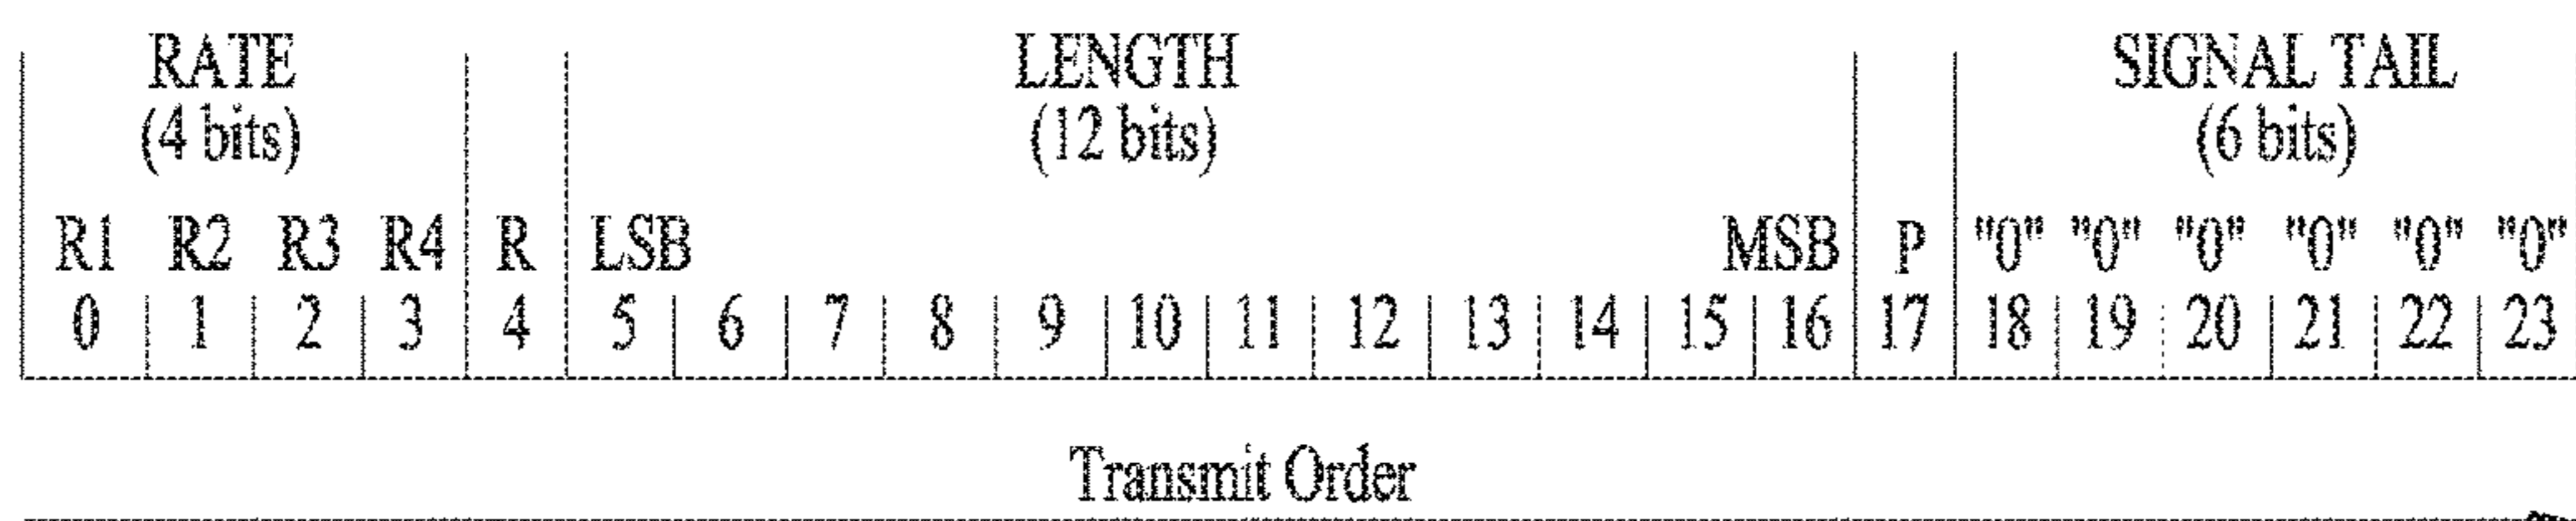 RATE LENGTH SIGNAL TAIL
(4 bits) (12 bits) (6 bits)
R1 R2 R3 R4 R LSB MSB P "0" "0" "0" "0" "0" "0"
0 1 2 3 4 5 6 7 8 9 10 11 12 13 14 15 16 17 18 19 20 21 22 23
Transmit Order